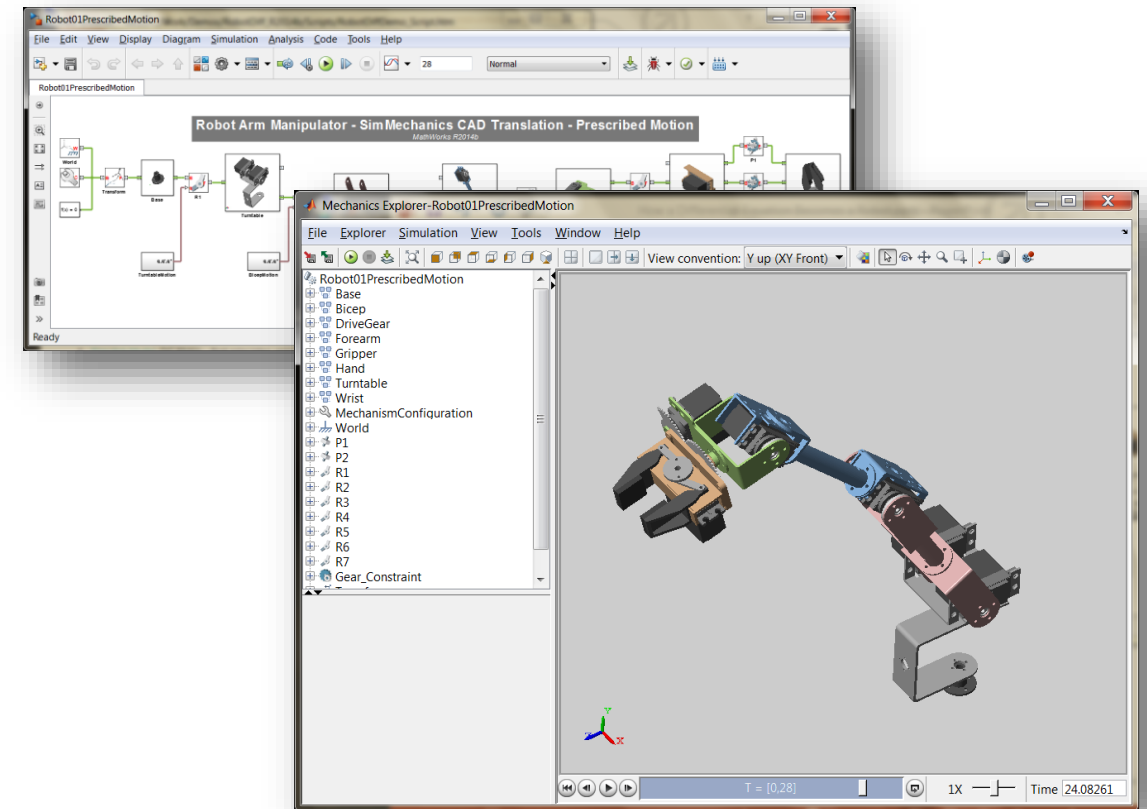 Robot01PrescribedMotion
File Edit View Display Diagram Simulation Analysis Code Tools Help
28 Normal
Robot01PrescribedMotion
Robot Arm Manipulator - SimMechanics CAD Translation - Prescribed Motion
MathWorks R2014b
World
Transform
Base
R1
Turntable
P1
f(x) = 0
TurntableMotion
BicepMotion
Ready
Mechanics Explorer-Robot01PrescribedMotion
File Explorer Simulation View Tools Window Help
View convention: Y up (XY Front)
Robot01PrescribedMotion
Base
Bicep
DriveGear
Forearm
Gripper
Hand
Turntable
Wrist
MechanismConfiguration
World
P1
P2
R1
R2
R3
R4
R5
R6
R7
Gear_Constraint
Y
Z
X
T = [0,28]
1X
Time 24.08261